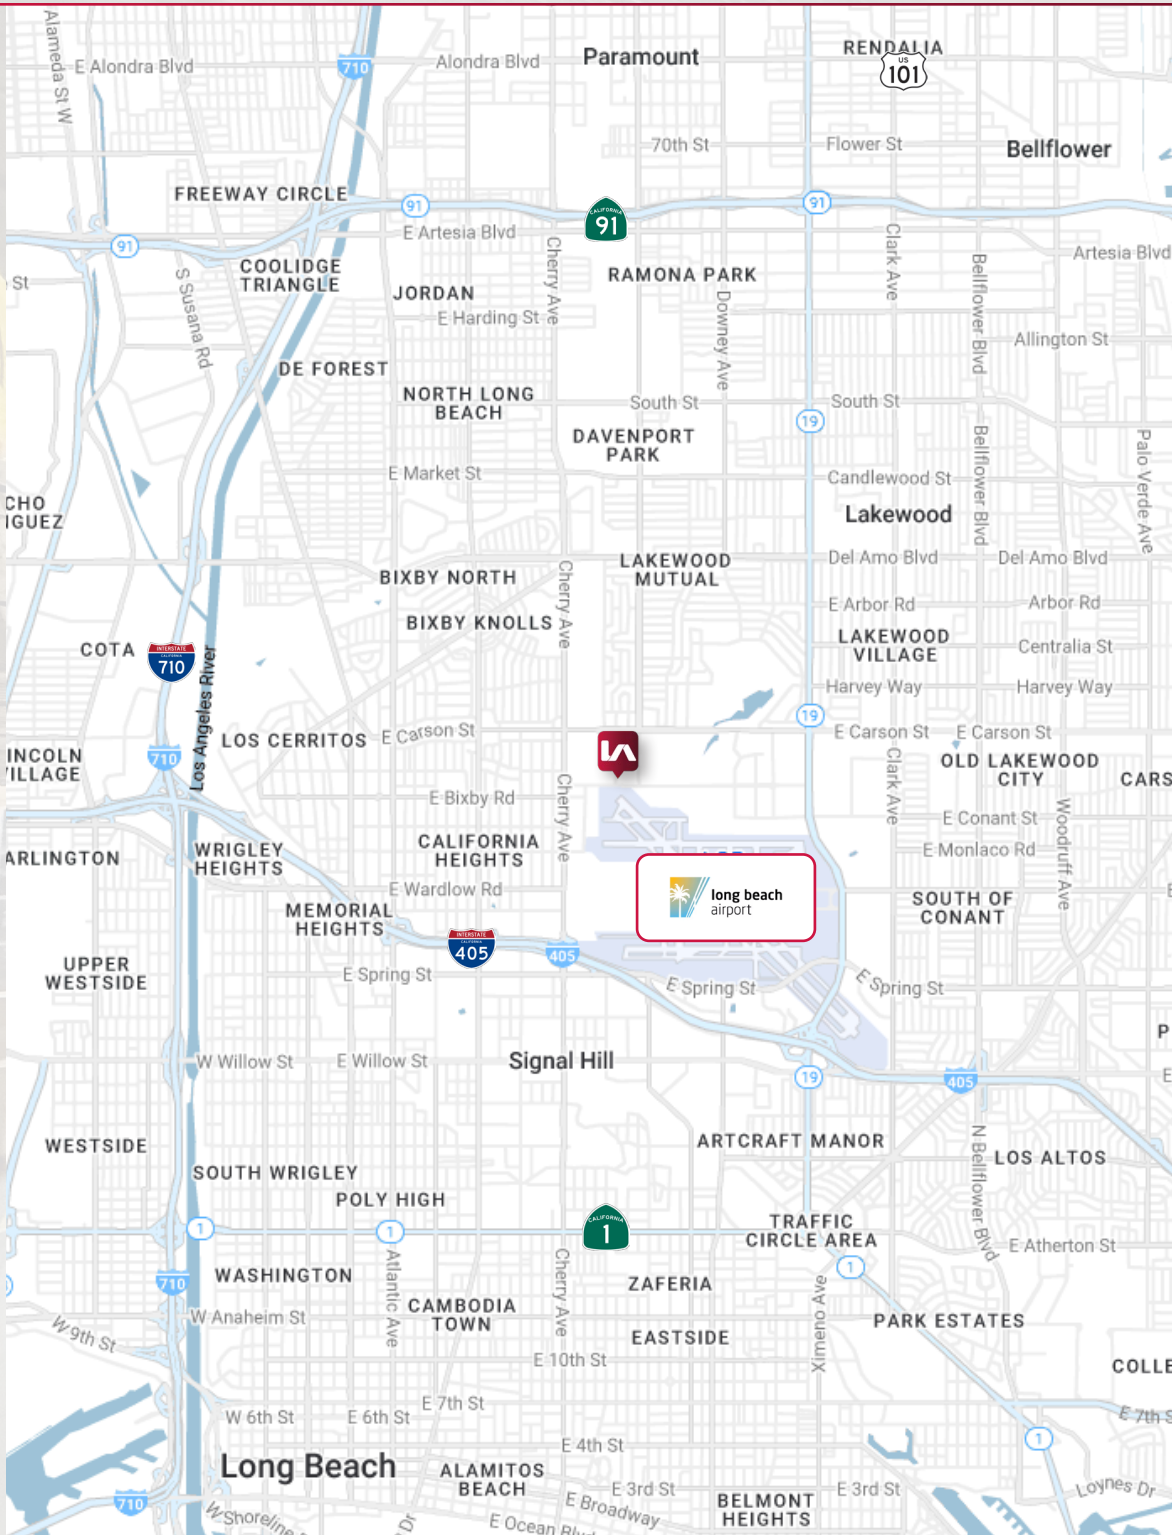 Alameda St W
E Alondra Blvd
710
Alondra Blvd
Paramount
RENDALIA
US
101
70th St
Flower St
Bellflower
FREEWAY CIRCLE
91
CALIFORNIA
91
91
91
E Artesia Blvd
Cherry Ave
Clark Ave
Artesia Blvd
COOLIDGE
TRIANGLE
St
S Susana Rd
JORDAN
RAMONA PARK
Downey Ave
Bellflower Blvd
E Harding St
Allington St
DE FOREST
NORTH LONG
BEACH
South St
South St
19
DAVENPORT
PARK
Bellflower Blvd
Palo Verde Ave
E Market St
Candlewood St
CHO
IGUEZ
Lakewood
LAKEWOOD
MUTUAL
Del Amo Blvd
Del Amo Blvd
BIXBY NORTH
Cherry Ave
E Arbor Rd
Arbor Rd
BIXBY KNOLLS
LAKEWOOD
VILLAGE
Centralia St
COTA
INTERSTATE
CALIFORNIA
710
Los Angeles River
Harvey Way
Harvey Way
19
LOS CERRITOS
E Carson St
E Carson St
E Carson St
INCOLN
VILLAGE
710
LA
OLD LAKEWOOD
CITY
CARS
Clark Ave
E Bixby Rd
Cherry Ave
E Conant St
Woodruff Ave
ARLINGTON
WRIGLEY
HEIGHTS
CALIFORNIA
HEIGHTS
E Monlaco Rd
E Wardlow Rd
long beach
airport
SOUTH OF
CONANT
MEMORIAL
HEIGHTS
INTERSTATE
CALIFORNIA
405
405
UPPER
WESTSIDE
E Spring St
E Spring St
E Spring St
W Willow St
E Willow St
Signal Hill
P
E
19
405
WESTSIDE
ARTCRAFT MANOR
N Bellflower Blvd
LOS ALTOS
SOUTH WRIGLEY
POLY HIGH
1
1
CALIFORNIA
1
TRAFFIC
CIRCLE AREA
E Atherton St
1
WASHINGTON
710
Atlantic Ave
Cherry Ave
ZAFERIA
Ximeno Ave
W Anaheim St
CAMBODIA
TOWN
EASTSIDE
PARK ESTATES
W 9th St
E 10th St
COLLE
E 7th St
W 6th St
E 6th St
E 7th S
1
E 4th St
Long Beach
ALAMITOS
BEACH
E 3rd St
E 3rd St
Loynes Dr
710
W Shoreline
Dr
E Broadway
E Ocean Blvd
BELMONT
HEIGHTS